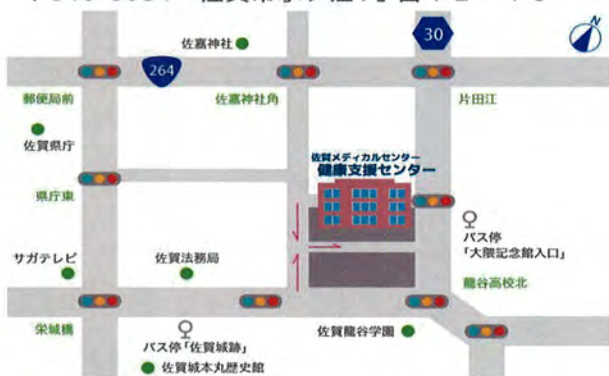 佐嘉神社
30
264
郵便局前
佐嘉神社角
片田江
佐賀県庁
佐賀メディカルセンター
健康支援センター
県庁東
バス停
「大隈記念館入口」
サガテレビ
佐賀法務局
龍谷高校北
栄城橋
バス停「佐賀城跡」
佐賀龍谷学園
佐賀城本丸歴史館